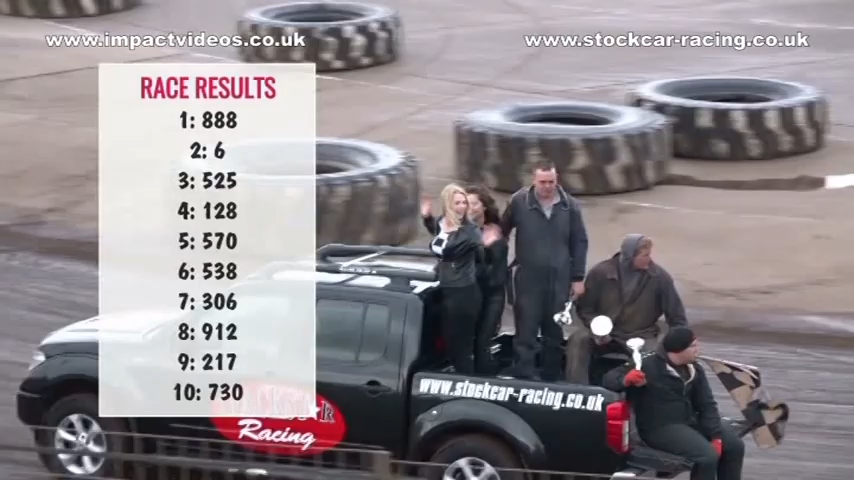 www.impactvideos.co.uk
www.stockcar-racing.co.uk
RACE RESULTS
1: 888
2: 6
3: 525
4: 128
5: 570
6: 538
7: 306
8: 912
9: 217
10: 730
www.stockcar-racing.co.uk
Racing